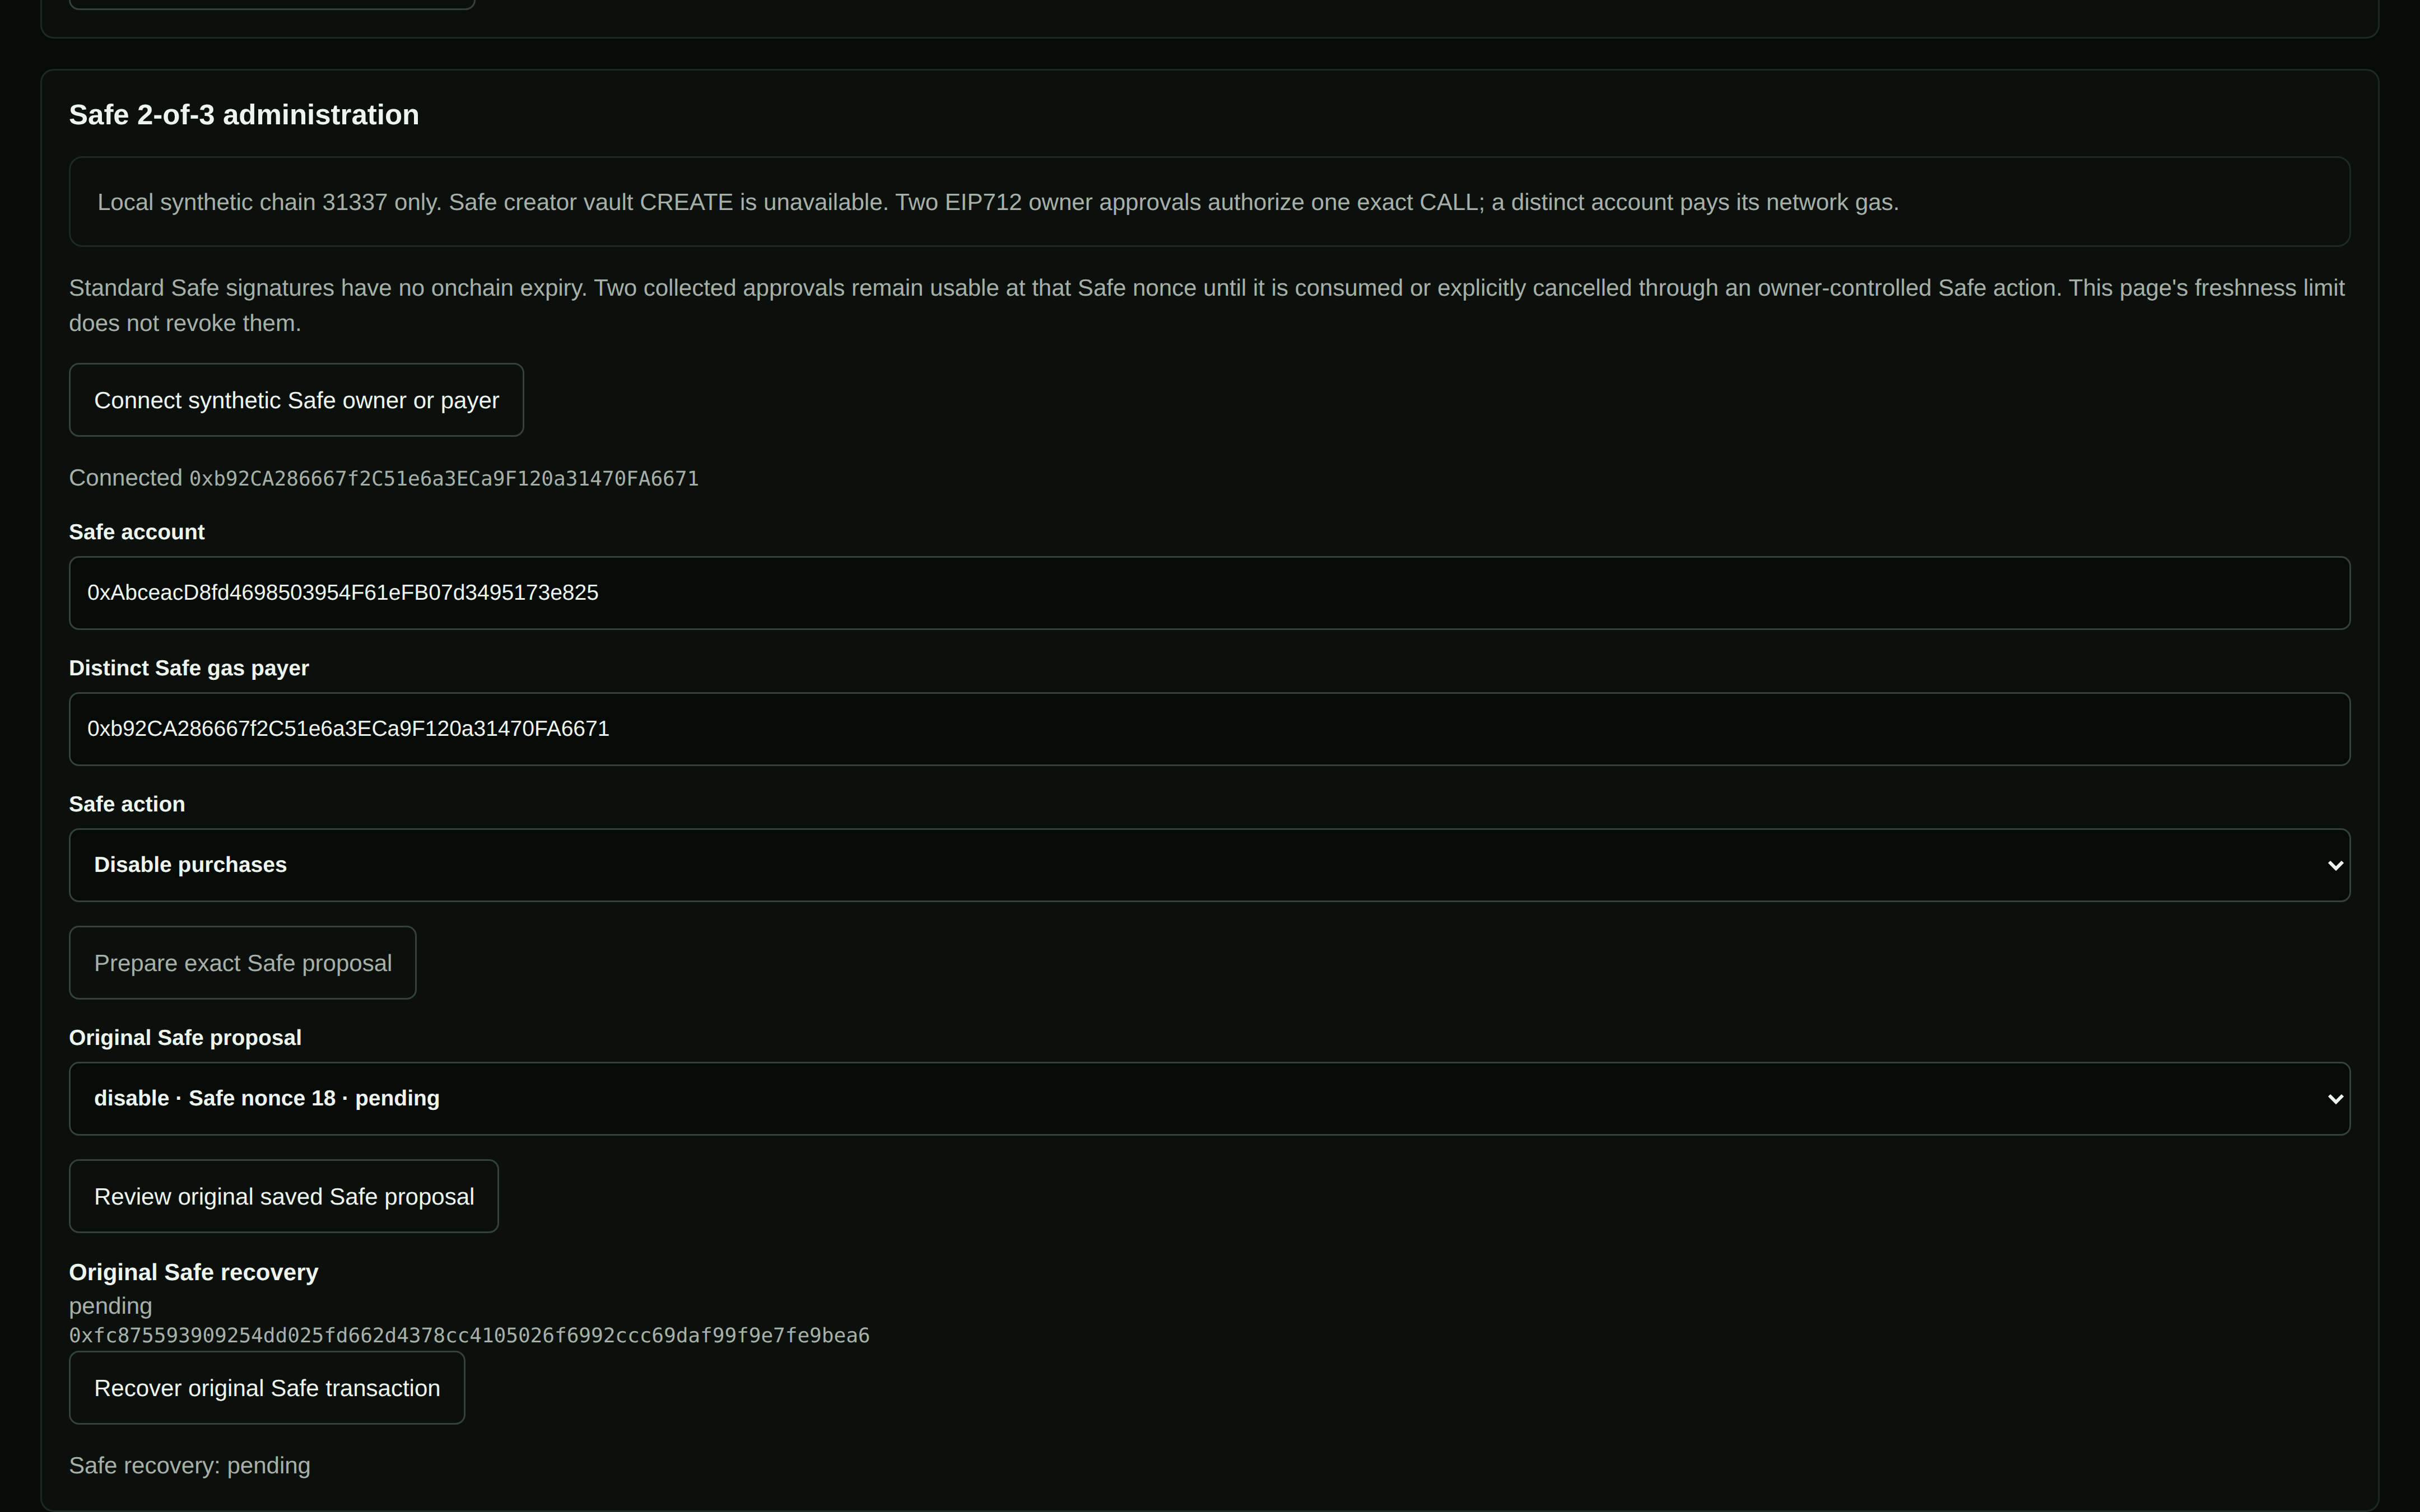 Safe 2-of-3 administration
Local synthetic chain 31337 only. Safe creator vault CREATE is unavailable. Two EIP712 owner approvals authorize one exact CALL; a distinct account pays its network gas.
Standard Safe signatures have no onchain expiry. Two collected approvals remain usable at that Safe nonce until it is consumed or explicitly cancelled through an owner-controlled Safe action. This page's freshness limit
does not revoke them.
Connect synthetic Safe owner or payer
Connected 0xb92CA286667f2C51e6a3ECa9F120a31470FA6671
Safe account
0xAbceacD8fd4698503954F61eFB07d3495173e825
Distinct Safe gas payer
0xb92CA286667f2C51e6a3ECa9F120a31470FA6671
Safe action
Disable purchases
Prepare exact Safe proposal
Original Safe proposal
disable · Safe nonce 18 · pending
Review original saved Safe proposal
Original Safe recovery
pending
0xfc875593909254dd025fd662d4378cc4105026f6992ccc69daf99f9e7fe9bea6
Recover original Safe transaction
Safe recovery: pending